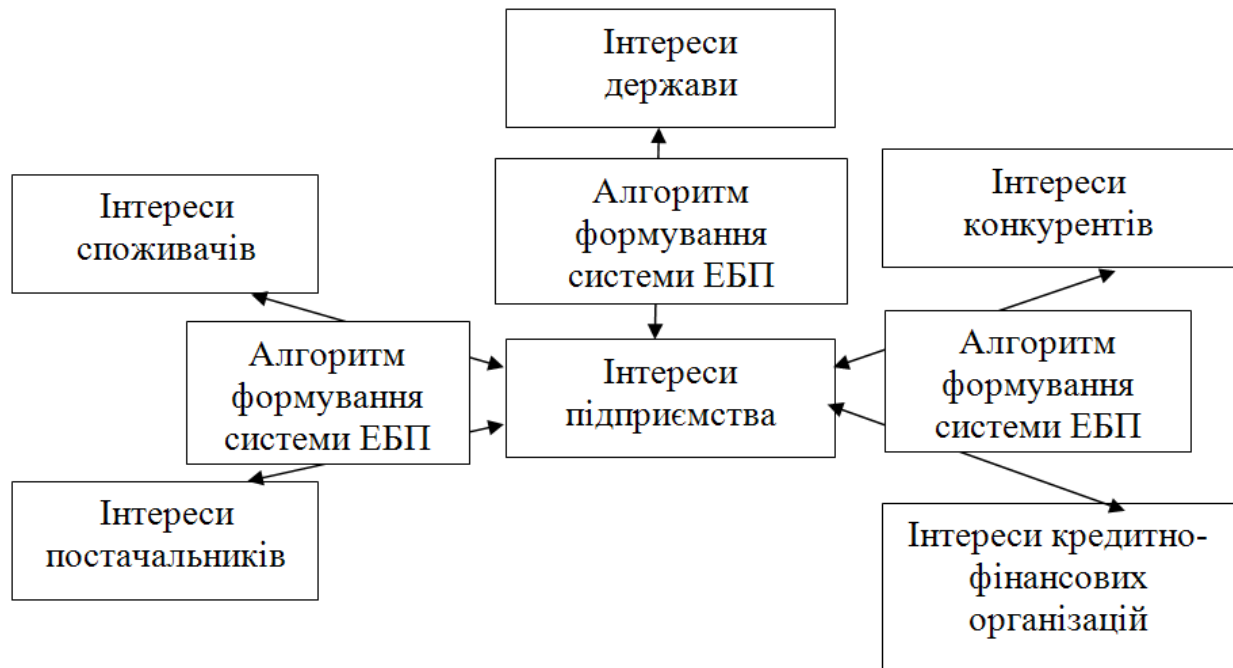 Інтереси
держави
Алгоритм
формування
системи ЕБП
Інтереси
споживачів
Інтереси
конкурентів
Алгоритм
формування
системи ЕБП
Інтереси
підприємства
Алгоритм
формування
системи ЕБП
Інтереси
постачальників
Інтереси кредитно-
фінансових
організацій